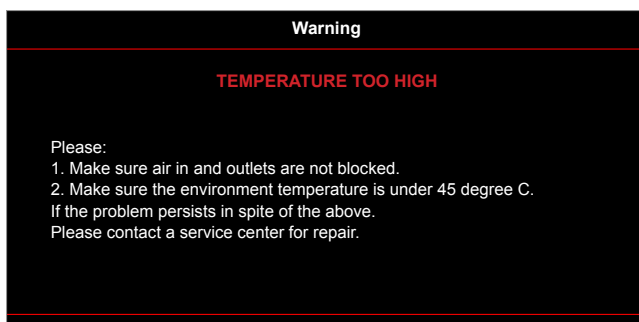 Warning
TEMPERATURE TOO HIGH
Please:
1. Make sure air in and outlets are not blocked.
2. Make sure the environment temperature is under 45 degree C.
If the problem persists in spite of the above.
Please contact a service center for repair.